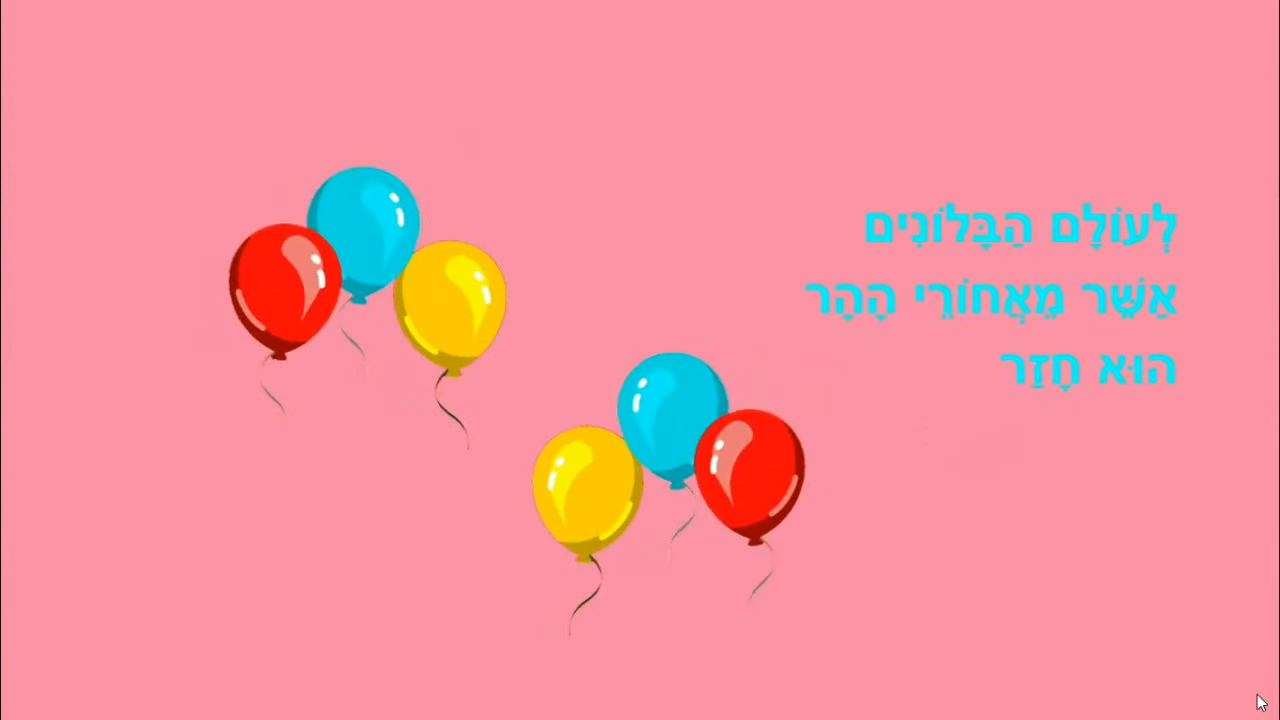 לְעוֹלָם הַבָּלוֹנִים
אַשֶּׁר מֵאֲחוֹרֵי הָהָר
הוּא חָזַר